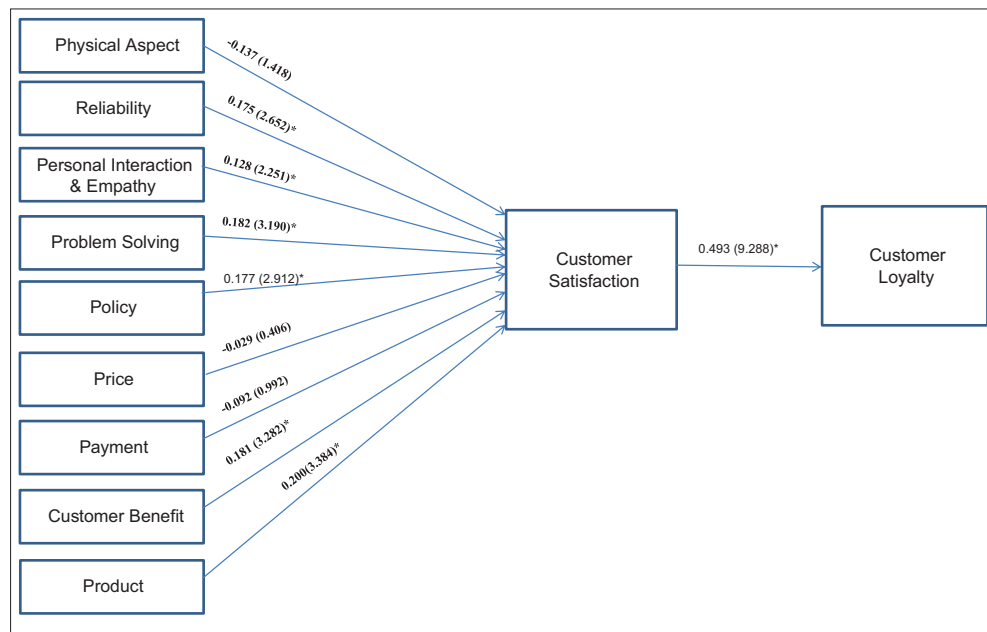 Physical Aspect
-0.137 (1.418)
Reliability
0.175 (2.652)*
Personal Interaction
& Empathy
0.128 (2.251)*
Problem Solving
0.182 (3.190)*
Policy
0.177 (2.912)*
Price
-0.029 (0.406)
Payment
-0.092 (0.992)
Customer Benefit
0.181 (3.282)*
Product
0.200(3.384)*
Customer
Satisfaction
0.493 (9.288)*
Customer
Loyalty